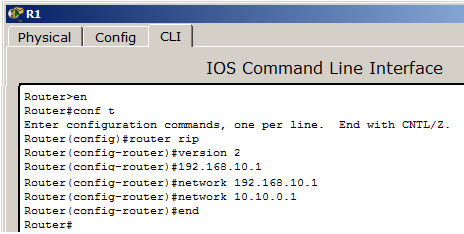 R1
Physical Config CLI
IOS Command Line Interface
Router>en
Router#conf t
Enter configuration commands, one per line.  End with CNTL/Z.
Router(config)#router rip
Router(config-router)#version 2
Router(config-router)#192.168.10.1
Router(config-router)#network 192.168.10.1
Router(config-router)#network 10.10.0.1
Router(config-router)#end
Router#